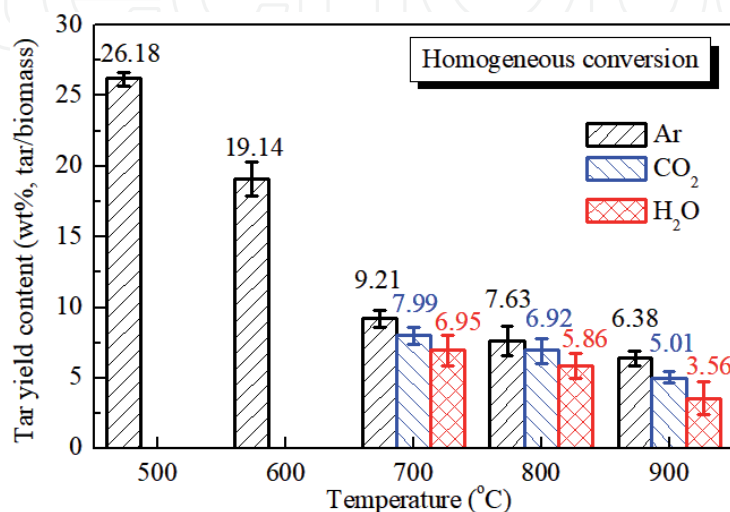 Homogeneous conversion
Ar
CO₂
H₂O
Tar yield content (wt%, tar/biomass)
30
25
20
15
10
5
0
26.18
19.14
9.21
7.99
6.95
7.63
6.92
5.86
6.38
5.01
3.56
500 600 700 800 900
Temperature (°C)